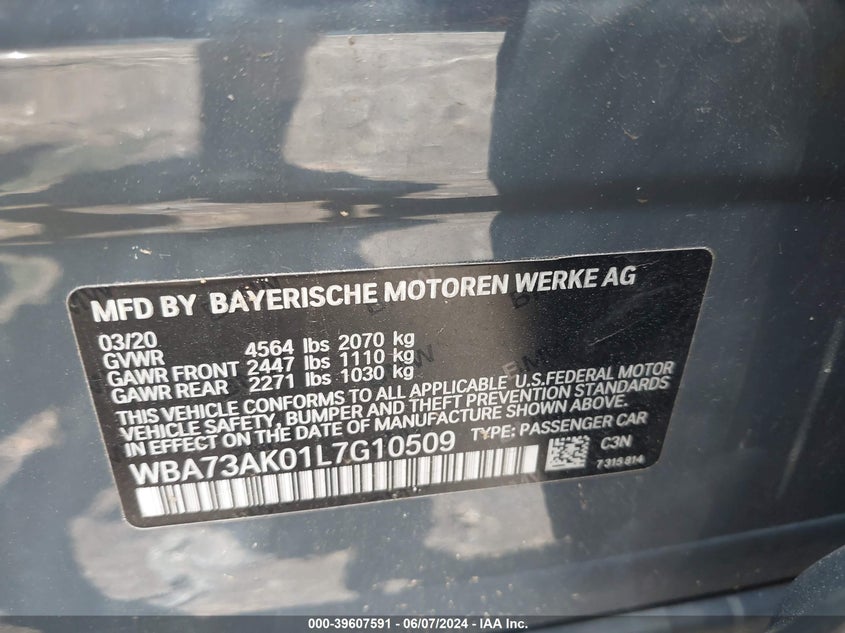 MFD BY BAYERISCHE MOTOREN WERKE AG
03/20
GVWR 4564 lbs 2070 kg
GAWR FRONT 2447 lbs 1110 kg
GAWR REAR 2271 lbs 1030 kg
THIS VEHICLE CONFORMS TO ALL APPLICABLE U.S.FEDERAL MOTOR
VEHICLE SAFETY, BUMPER AND THEFT PREVENTION STANDARDS
IN EFFECT ON THE DATE OF MANUFACTURE SHOWN ABOVE.
WBA73AK01L7G10509 TYPE: PASSENGER CAR
C3N
7315814
000-39607591 - 06/07/2024 - IAA Inc.